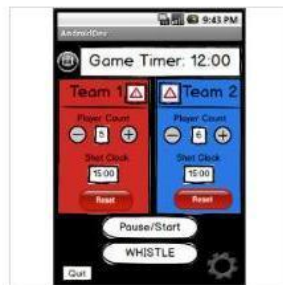 9:43 PM
AndroidDev
Game Timer: 12:00
Team 1
Team 2
Player Count
5
Player Count
6
Shot Clock
15:00
Shot Clock
15:00
Reset
Reset
Pause/Start
WHISTLE
Quit